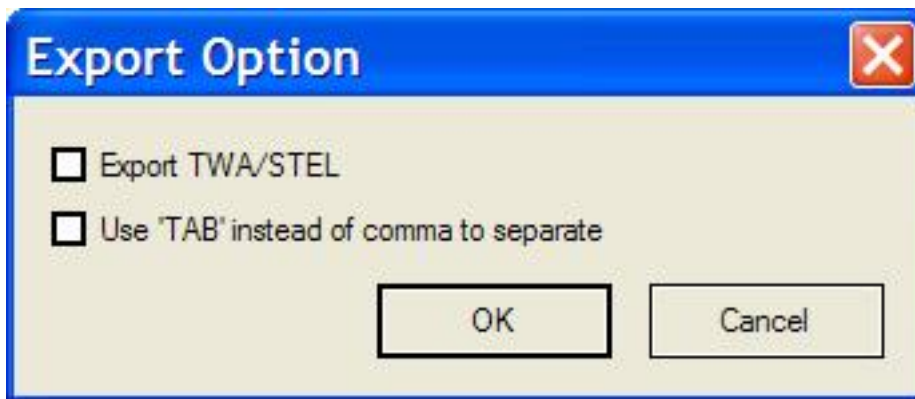 Export Option
Export TWA/STEL
Use "TAB" instead of comma to separate
OK
Cancel